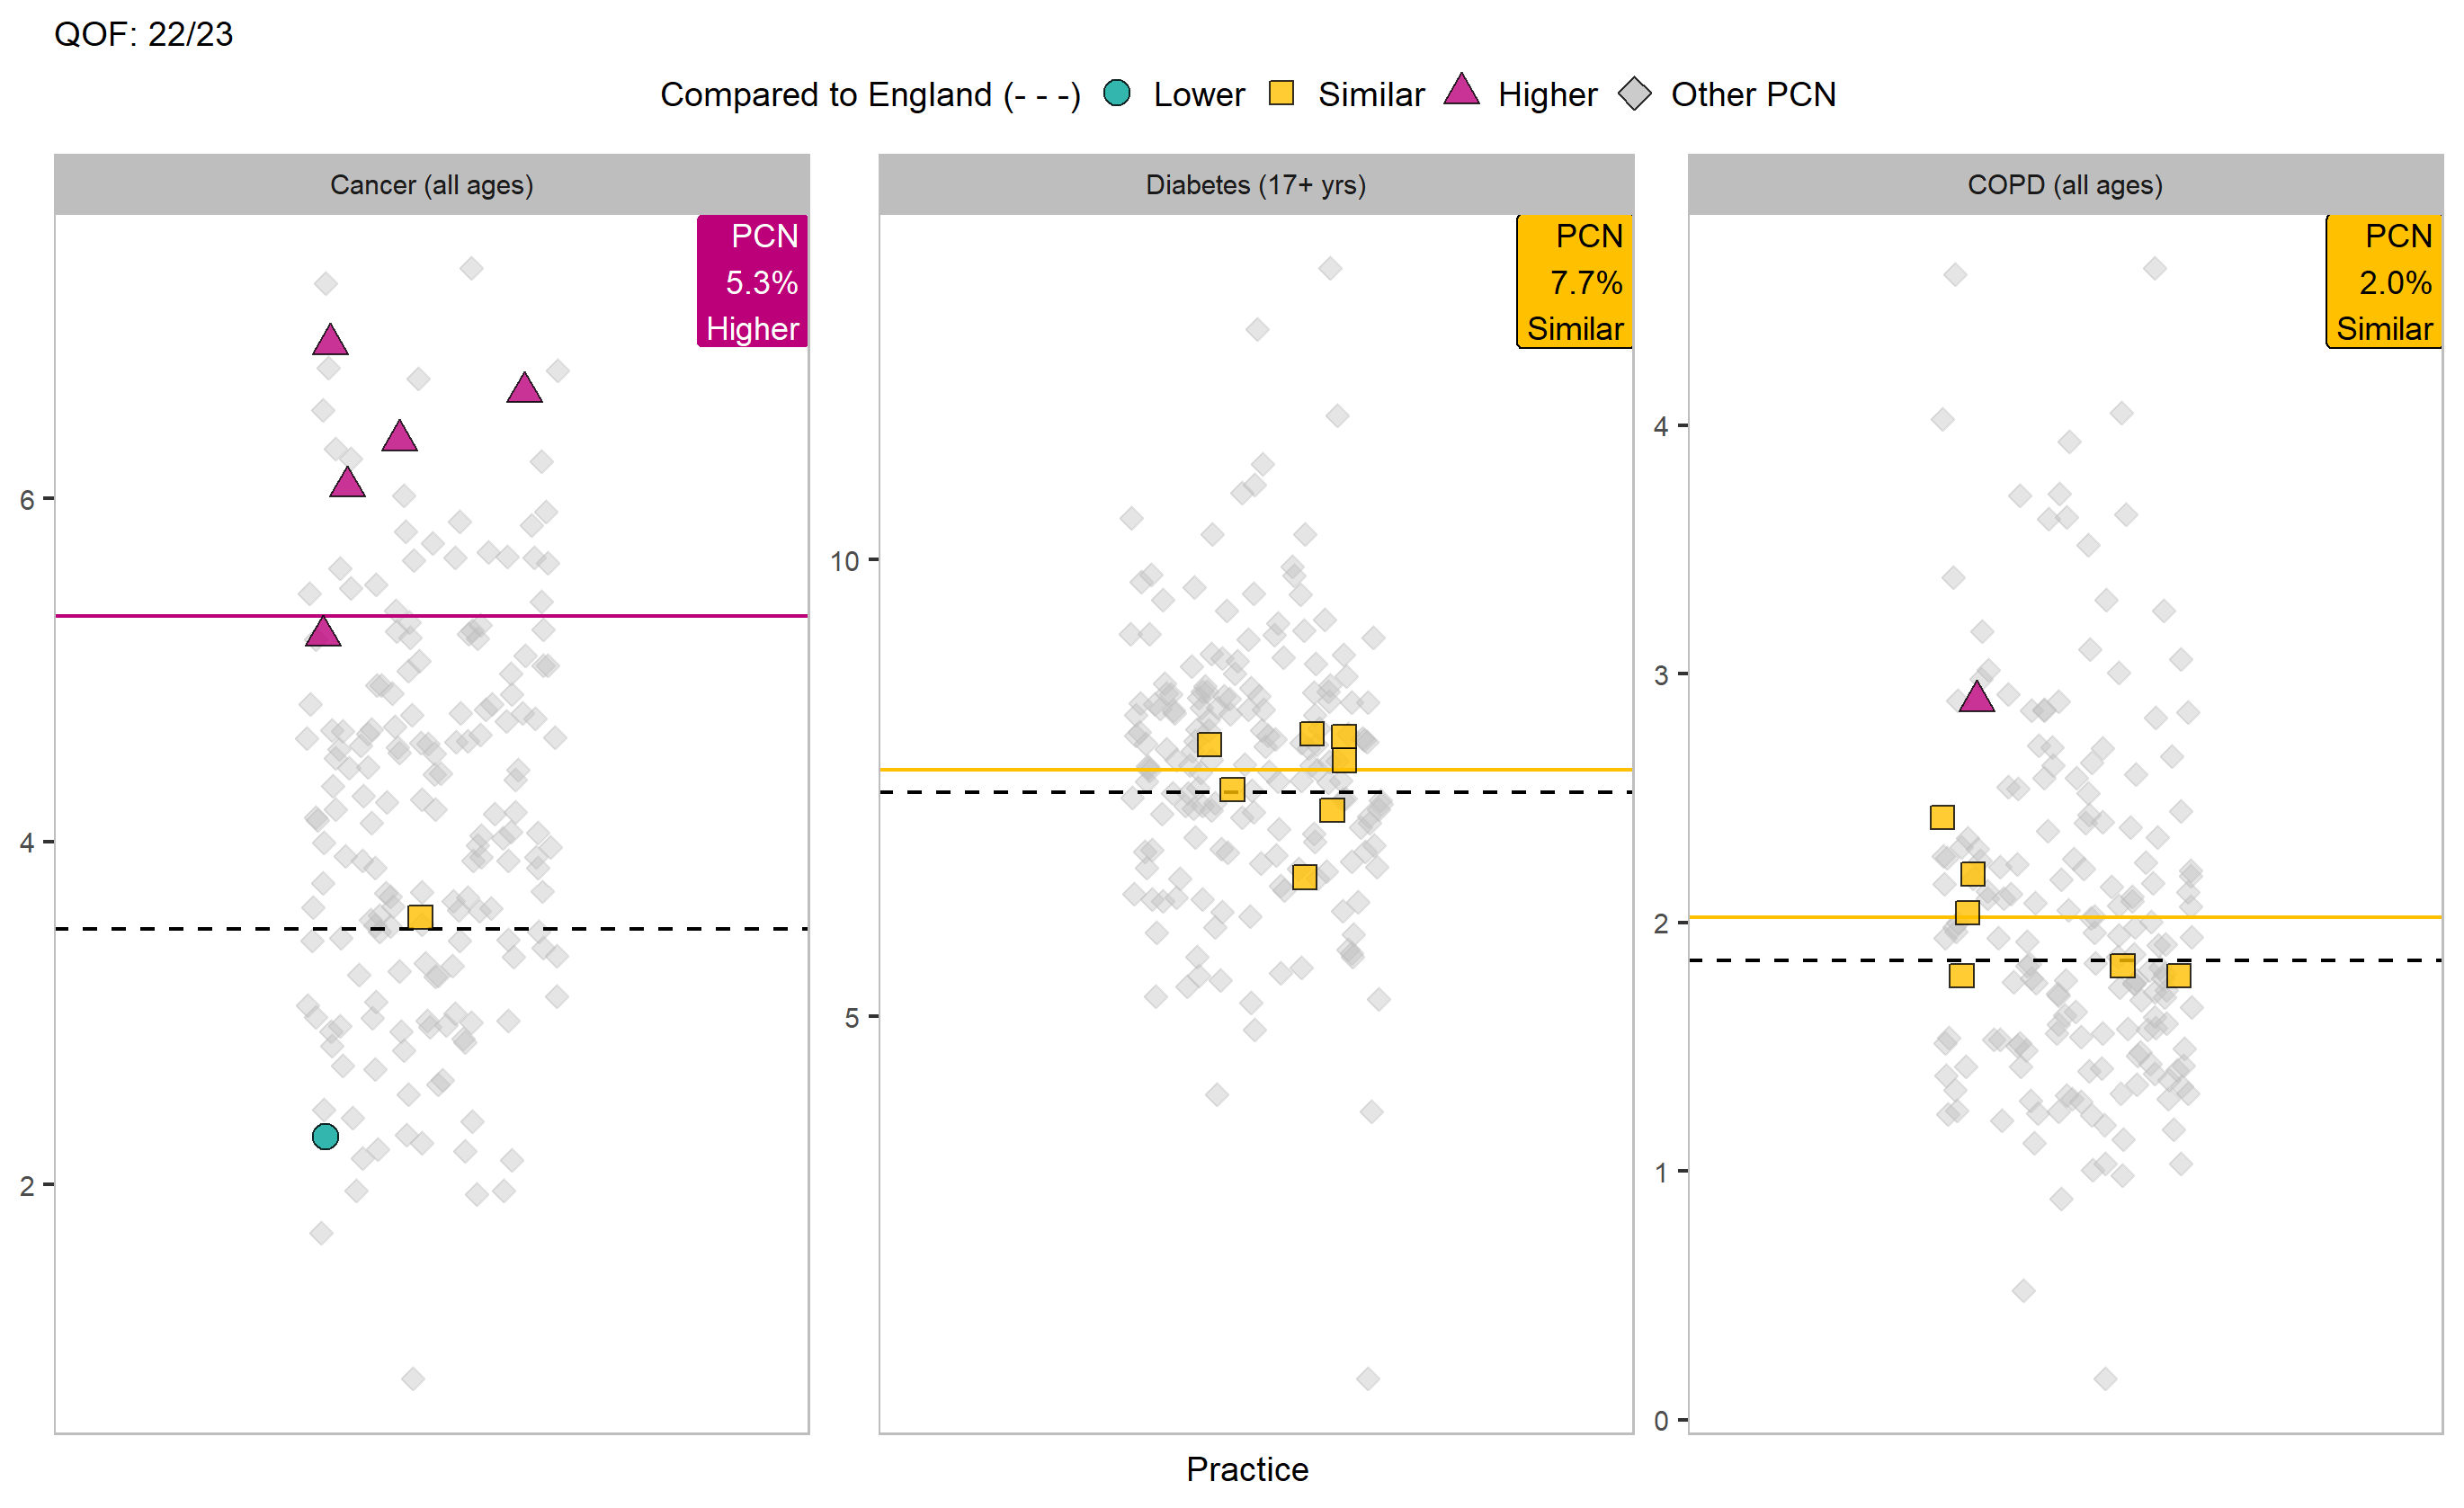 QOF: 22/23
Compared to England (- - -) Lower Similar Higher Other PCN
Cancer (all ages)
PCN
5.3%
Higher
6
4
2
Diabetes (17+ yrs)
PCN
7.7%
Similar
10
5
COPD (all ages)
PCN
2.0%
Similar
4
3
2
1
0
Practice